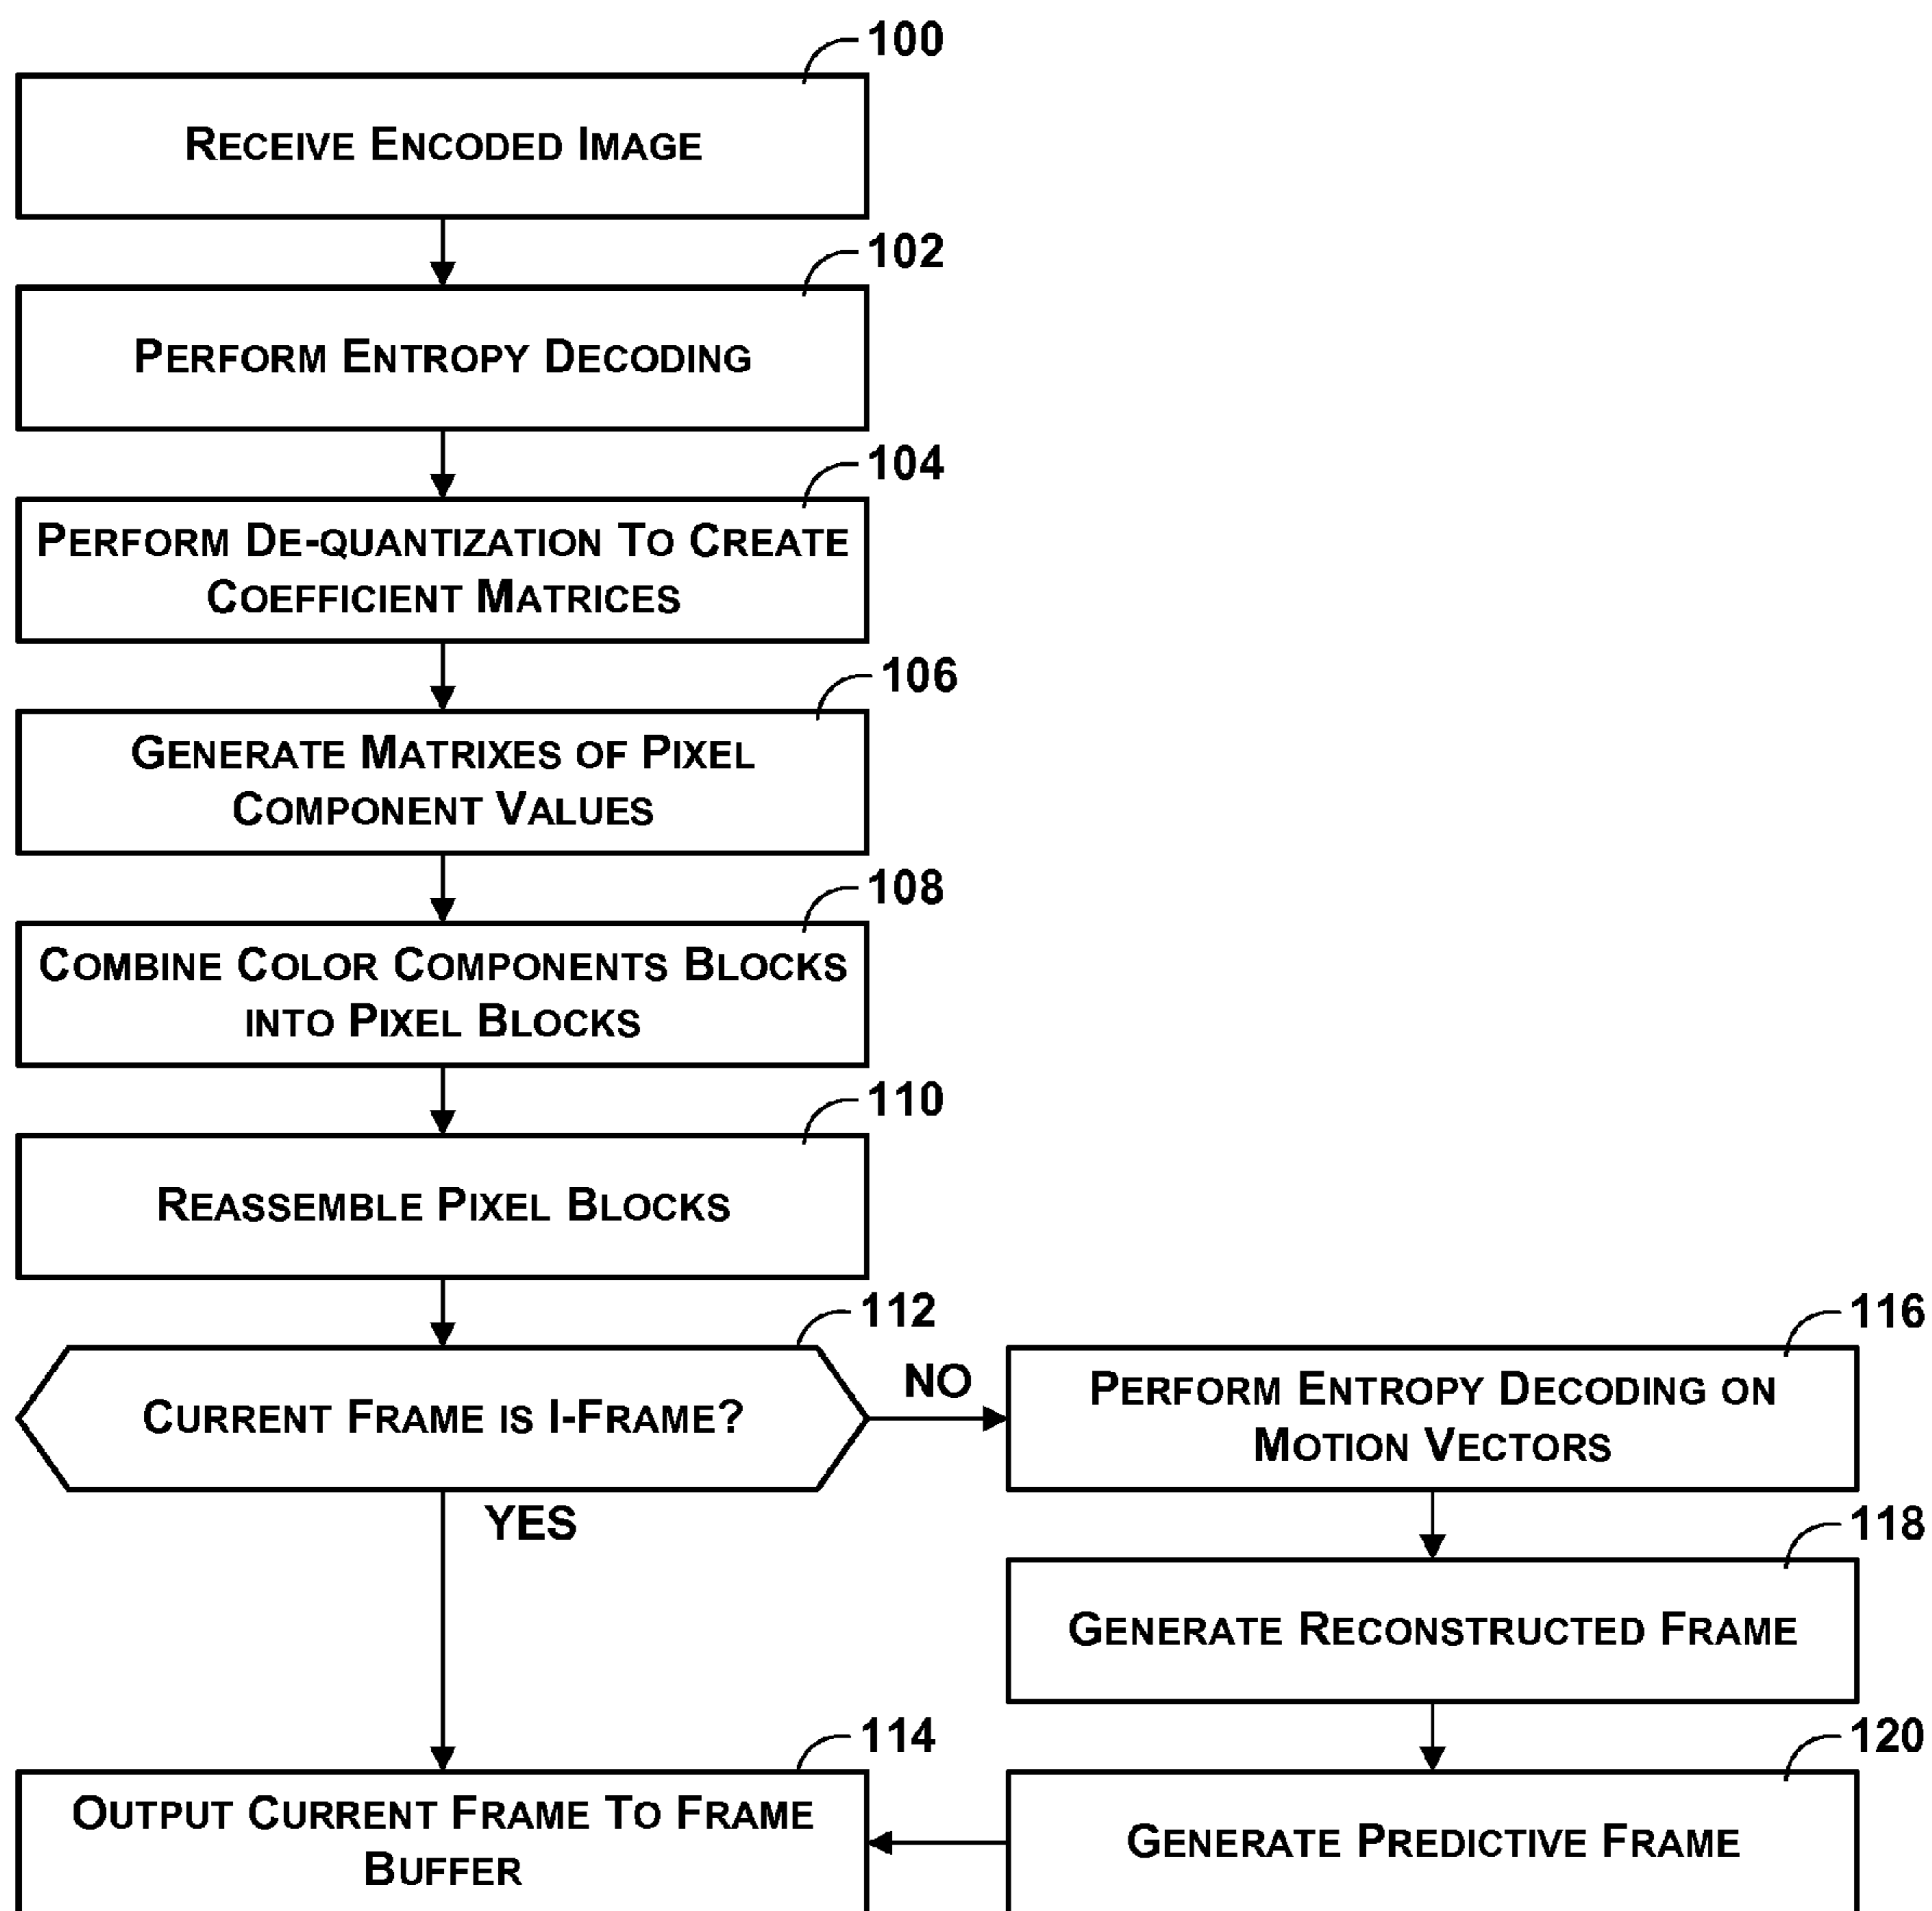 100
RECEIVE ENCODED IMAGE
102
PERFORM ENTROPY DECODING
104
PERFORM DE-QUANTIZATION TO CREATE
COEFFICIENT MATRICES
106
GENERATE MATRIXES OF PIXEL
COMPONENT VALUES
108
COMBINE COLOR COMPONENTS BLOCKS
INTO PIXEL BLOCKS
110
REASSEMBLE PIXEL BLOCKS
112
CURRENT FRAME IS I-FRAME?
NO
YES
116
PERFORM ENTROPY DECODING ON
MOTION VECTORS
118
GENERATE RECONSTRUCTED FRAME
120
GENERATE PREDICTIVE FRAME
114
OUTPUT CURRENT FRAME TO FRAME
BUFFER